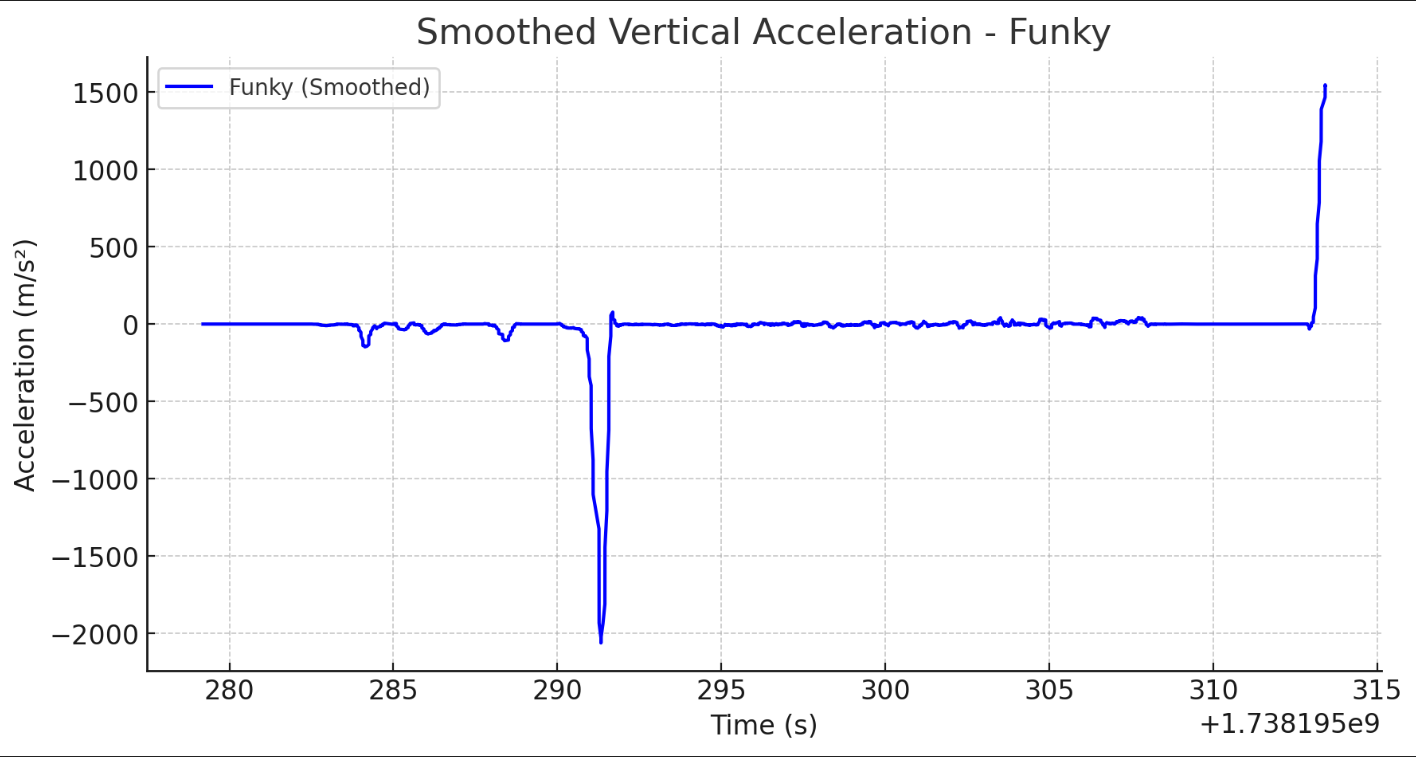 Smoothed Vertical Acceleration - Funky
Funky (Smoothed)
1500
1000
500
0
−500
−1000
−1500
−2000
Acceleration (m/s²)
280 285 290 295 300 305 310 315
Time (s)
+1.738195e9